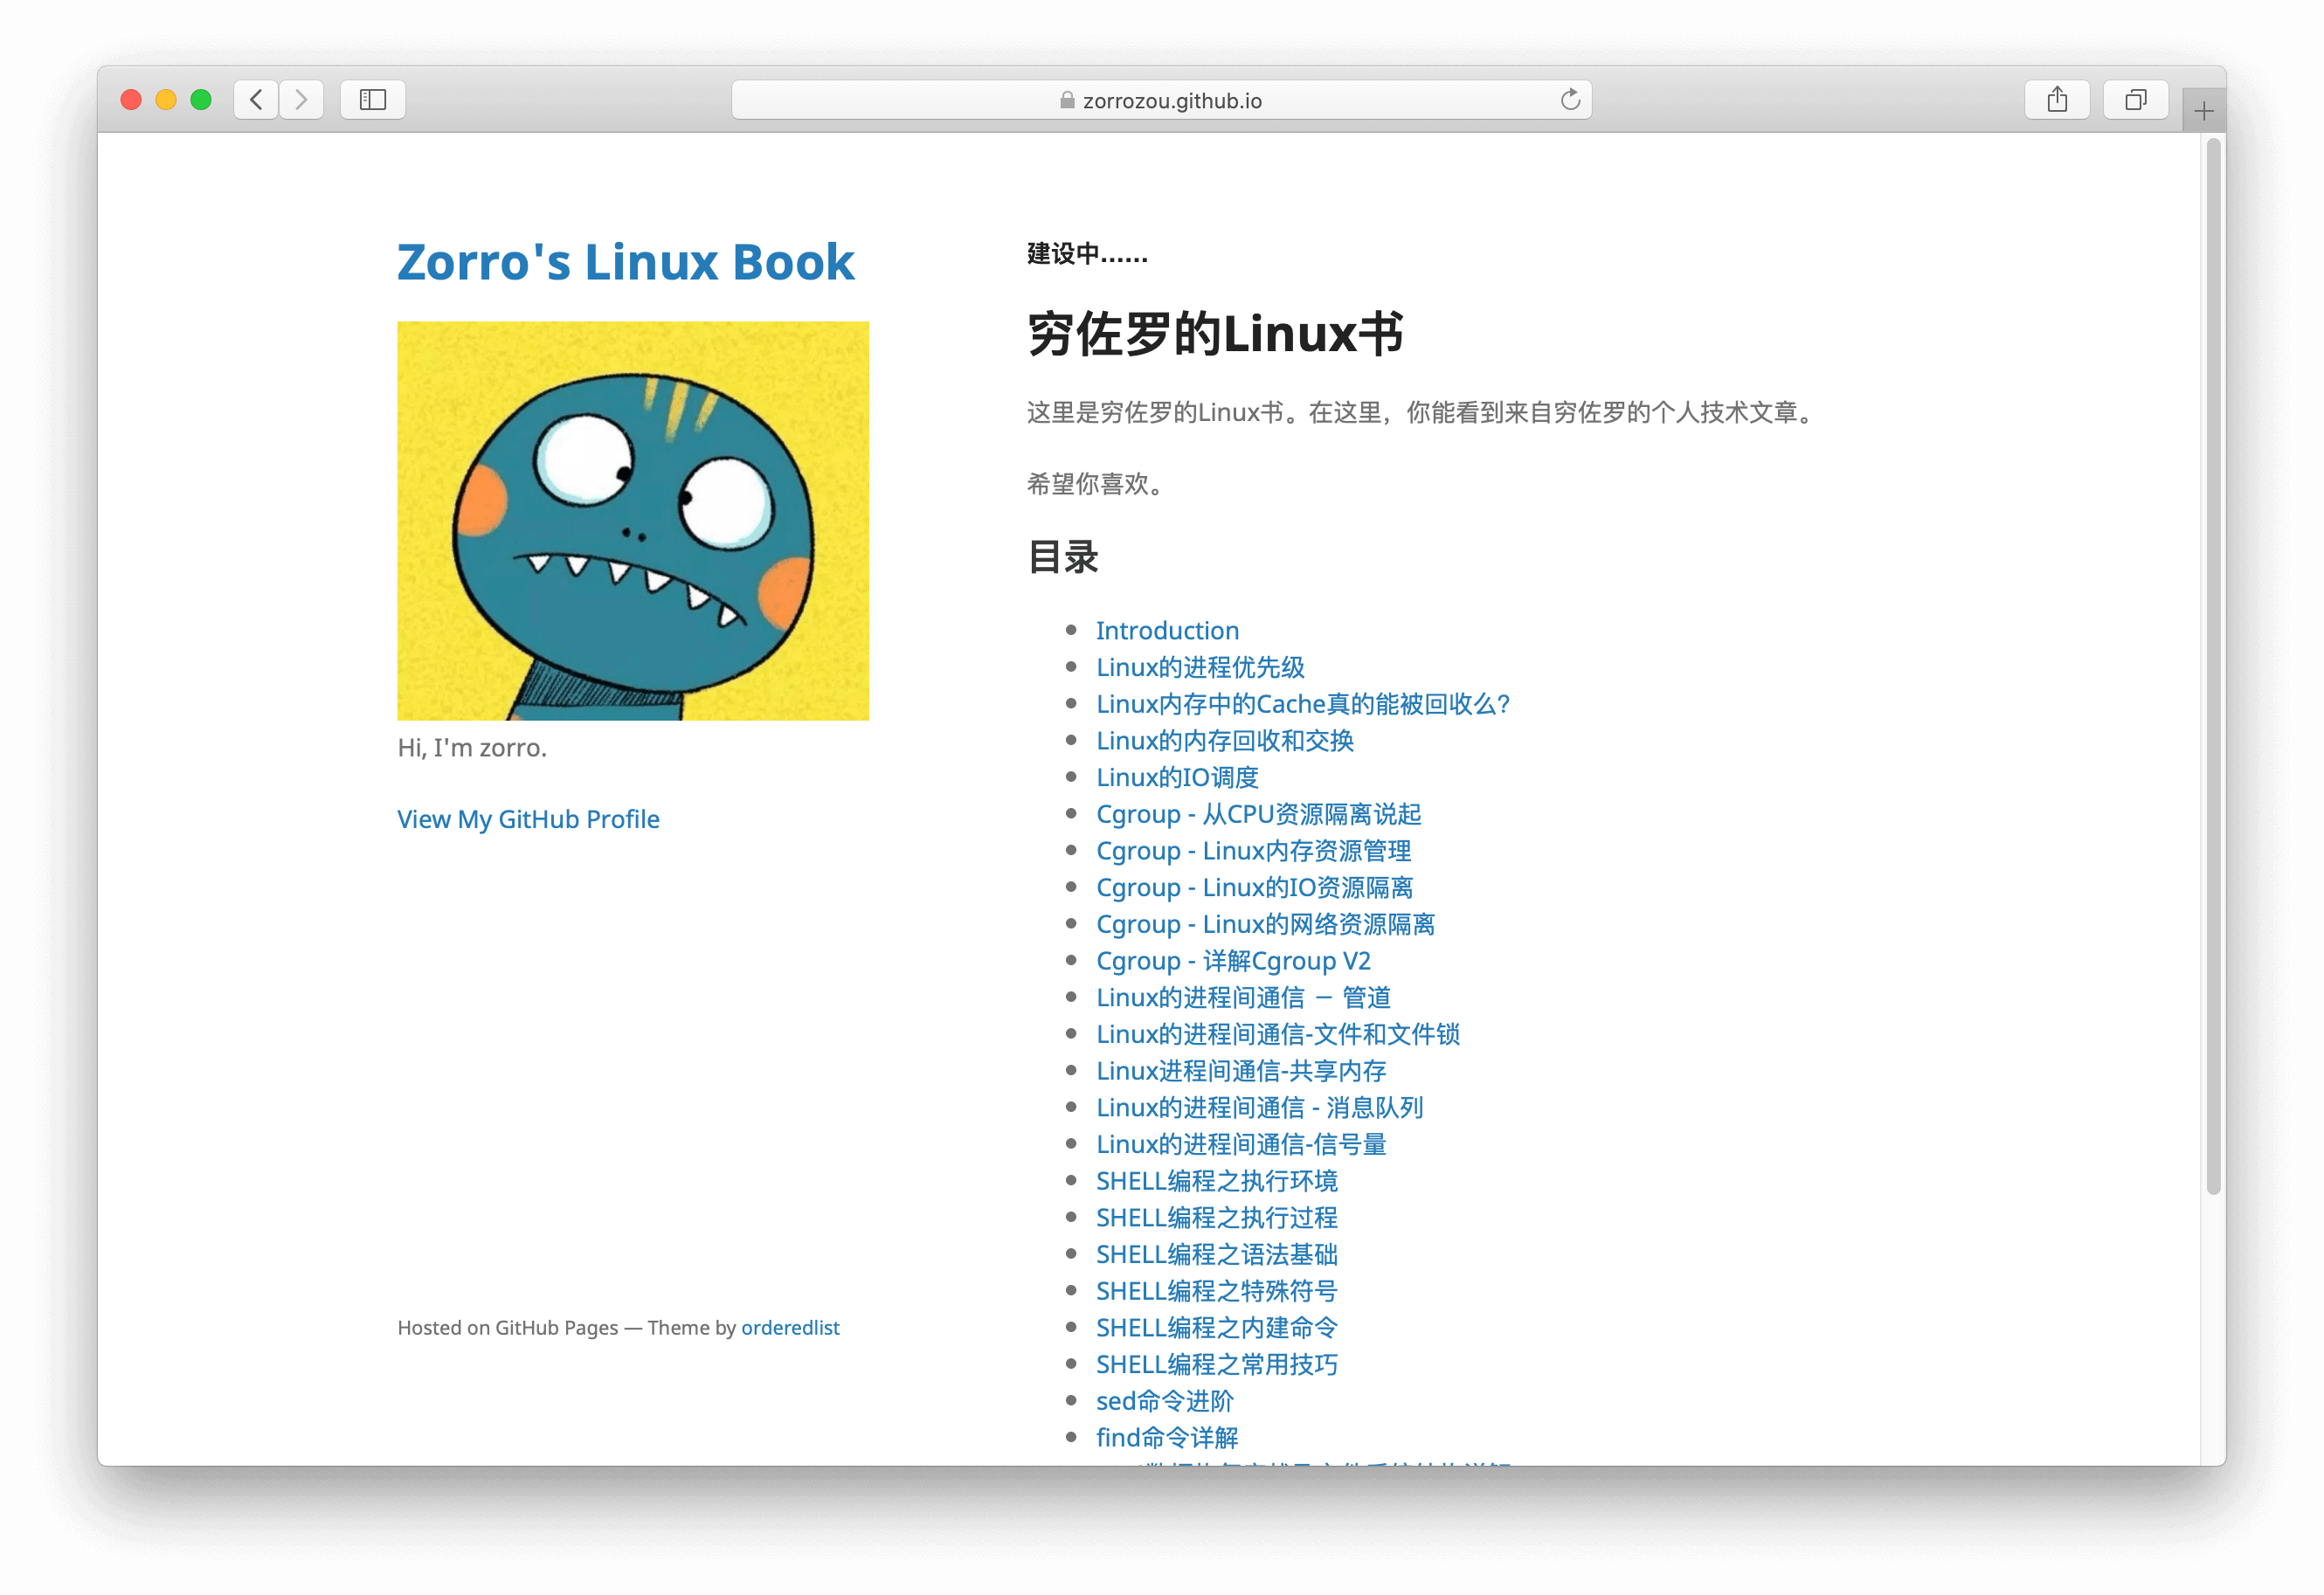 zorrozou.github.io
Zorro's Linux Book
Hi, I'm zorro.
View My GitHub Profile
Hosted on GitHub Pages — Theme by orderedlist
建设中......
穷佐罗的Linux书
这里是穷佐罗的Linux书。在这里，你能看到来自穷佐罗的个人技术文章。
希望你喜欢。
目录
Introduction
Linux的进程优先级
Linux内存中的Cache真的能被回收么？
Linux的内存回收和交换
Linux的IO调度
Cgroup - 从CPU资源隔离说起
Cgroup - Linux内存资源管理
Cgroup - Linux的IO资源隔离
Cgroup - Linux的网络资源隔离
Cgroup - 详解Cgroup V2
Linux的进程间通信 － 管道
Linux的进程间通信-文件和文件锁
Linux进程间通信-共享内存
Linux的进程间通信 - 消息队列
Linux的进程间通信-信号量
SHELL编程之执行环境
SHELL编程之执行过程
SHELL编程之语法基础
SHELL编程之特殊符号
SHELL编程之内建命令
SHELL编程之常用技巧
sed命令进阶
find命令详解